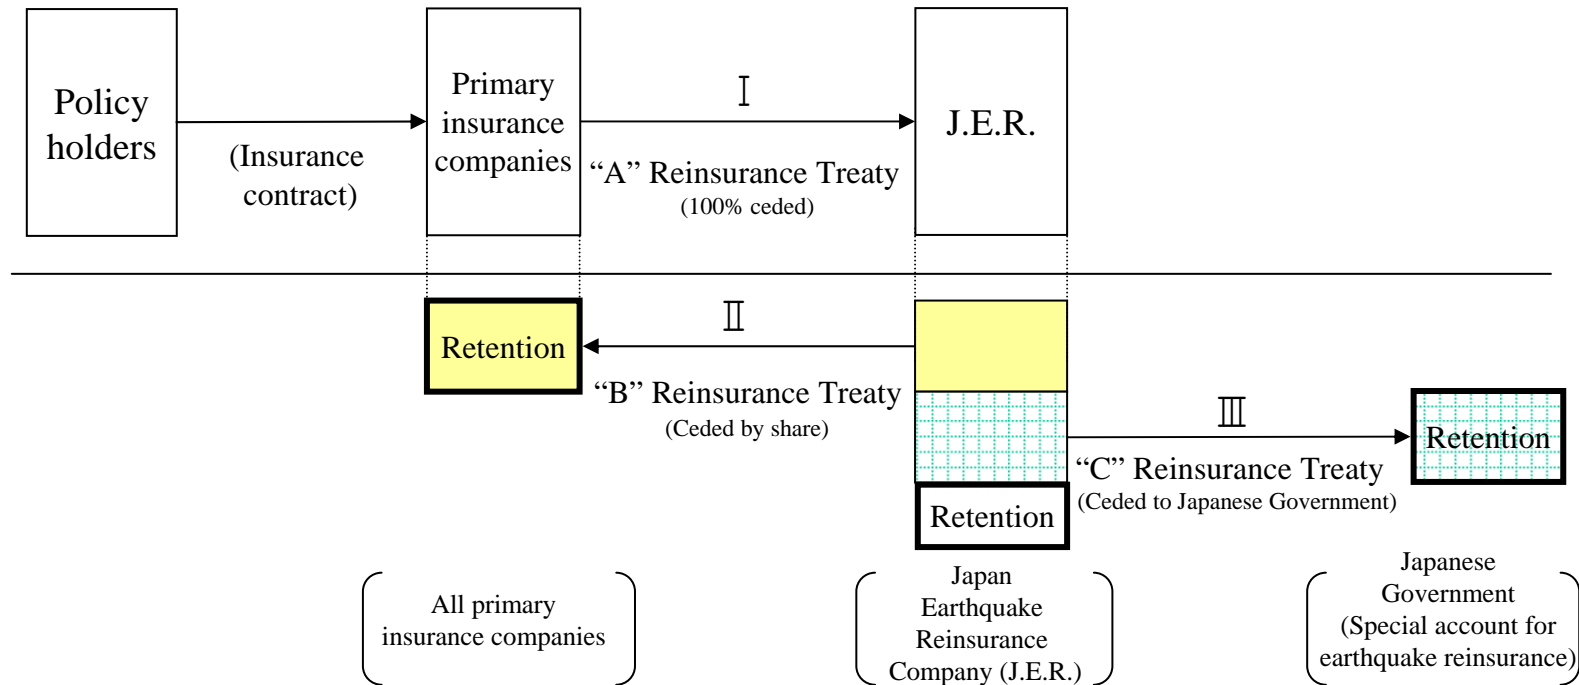 Policy
holders
(Insurance
contract)
Primary
insurance
companies
Ⅰ
“A” Reinsurance Treaty
(100% ceded)
J.E.R.
Retention
Ⅱ
“B” Reinsurance Treaty
(Ceded by share)
Retention
Ⅲ
“C” Reinsurance Treaty
(Ceded to Japanese Government)
Retention
All primary
insurance companies
Japan
Earthquake
Reinsurance
Company (J.E.R.)
Japanese
Government
(Special account for
earthquake reinsurance)